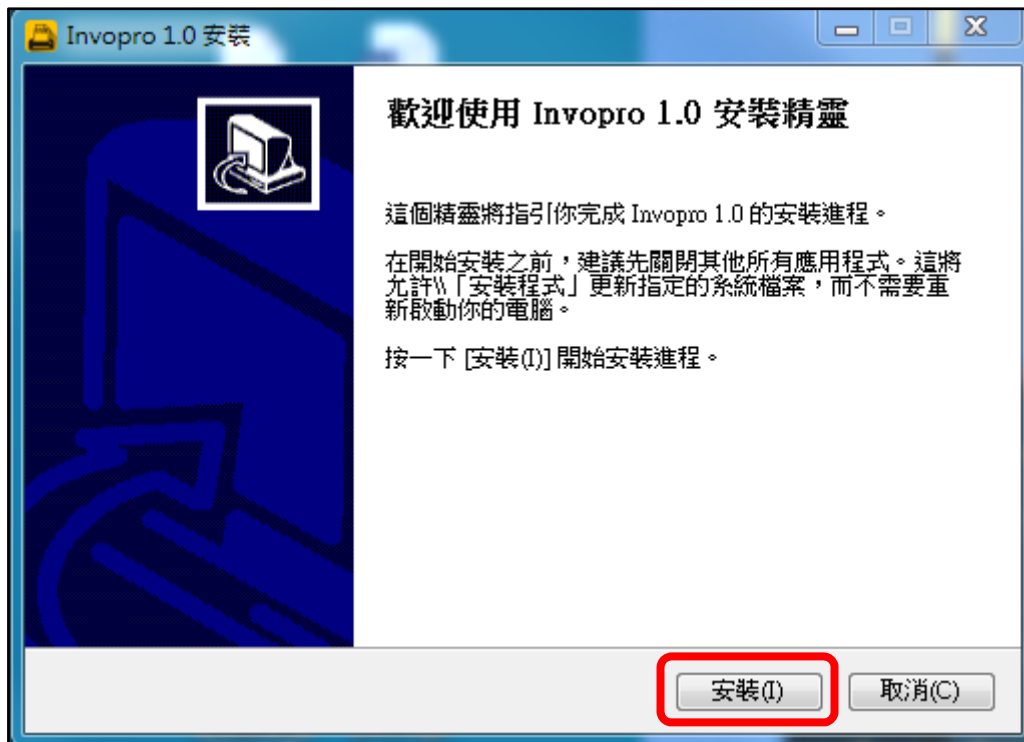 Invopro 1.0 安裝
歡迎使用 Invopro 1.0 安裝精靈
這個精靈將指引你完成 Invopro 1.0 的安裝進程。
在開始安裝之前，建議先關閉其他所有應用程式。這將
允許\\「安裝程式」更新指定的系統檔案，而不需要重
新啟動你的電腦。
按一下 [安裝(I)] 開始安裝進程。
安裝(I)
取消(C)